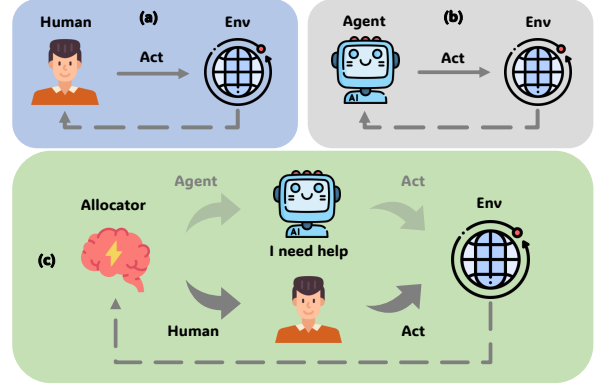 Human
(a)
Env
Act
Agent
(b)
Env
Act
AI
(c)
Allocator
Agent
AI
I need help
Act
Env
Human
Act